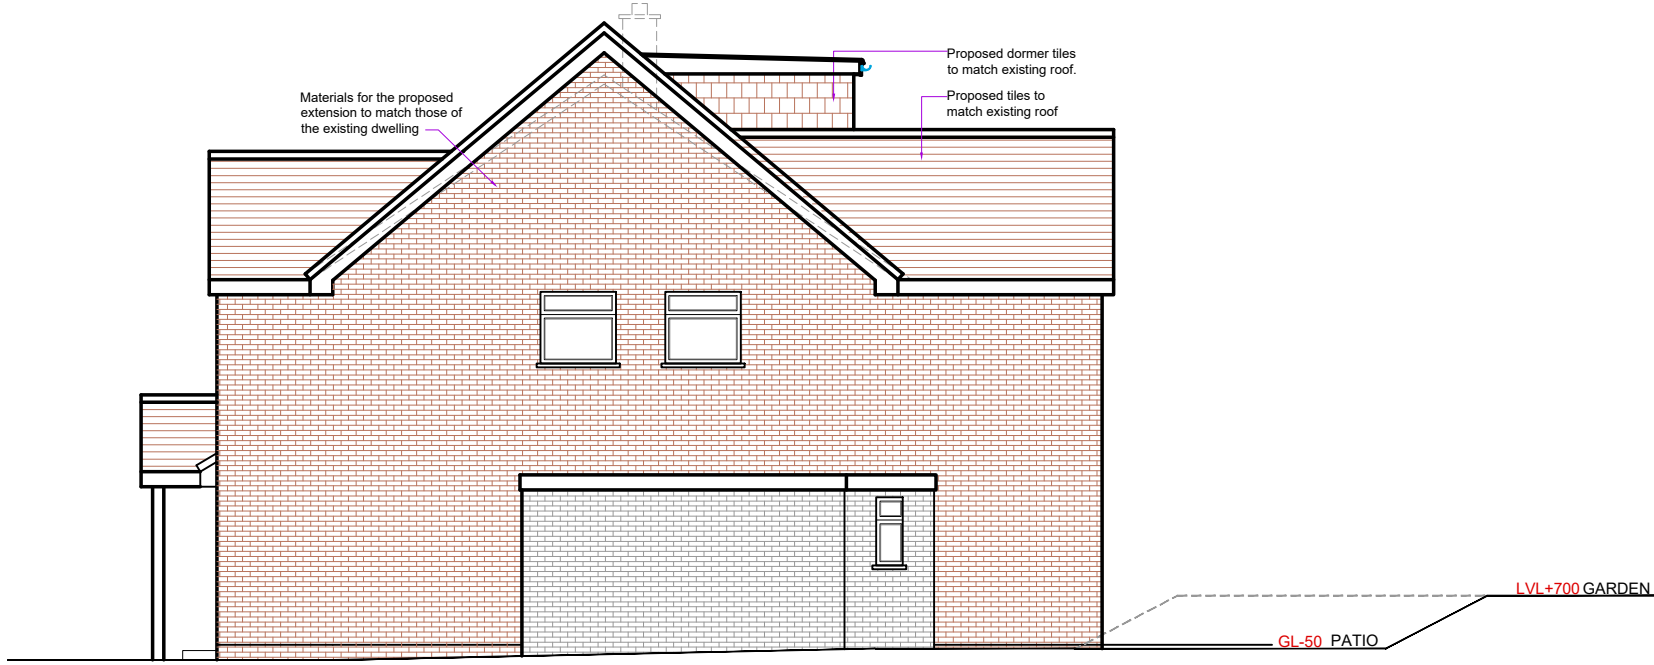 Proposed dormer tiles
to match existing roof.
Materials for the proposed
extension to match those of
the existing dwelling
Proposed tiles to
match existing roof
LVL+700 GARDEN
GL-50 PATIO